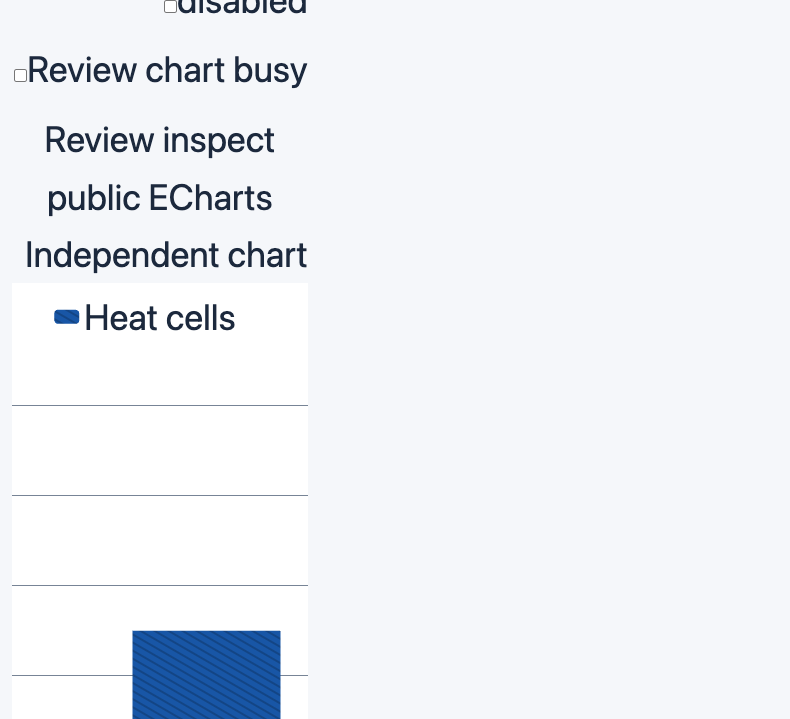 disabled
Review chart busy
Review inspect
public ECharts
Independent chart
Heat cells